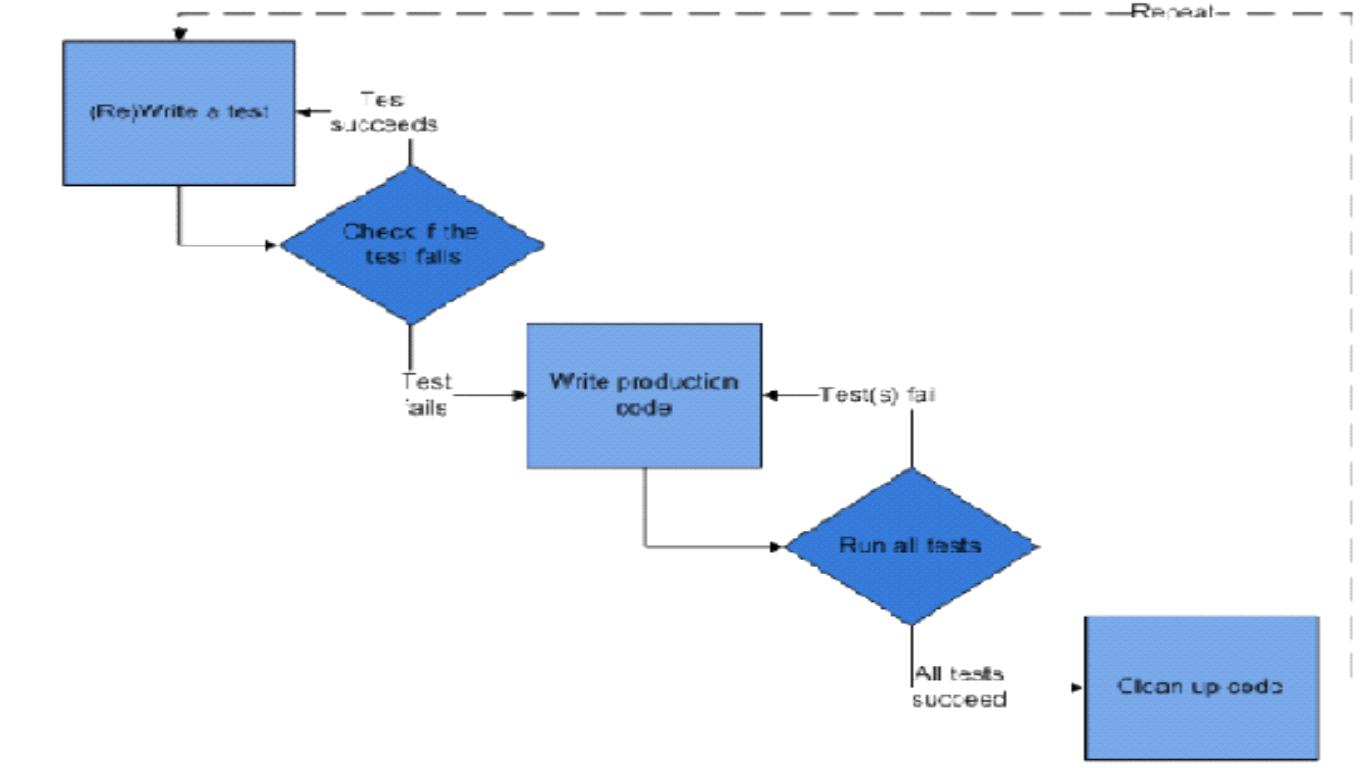 Repeat
(Re)Write a test
Test
succeeds
Check if the
test fails
Test
fails
Write production
code
Test(s) fail
Run all tests
All tests
succeed
Clean up code